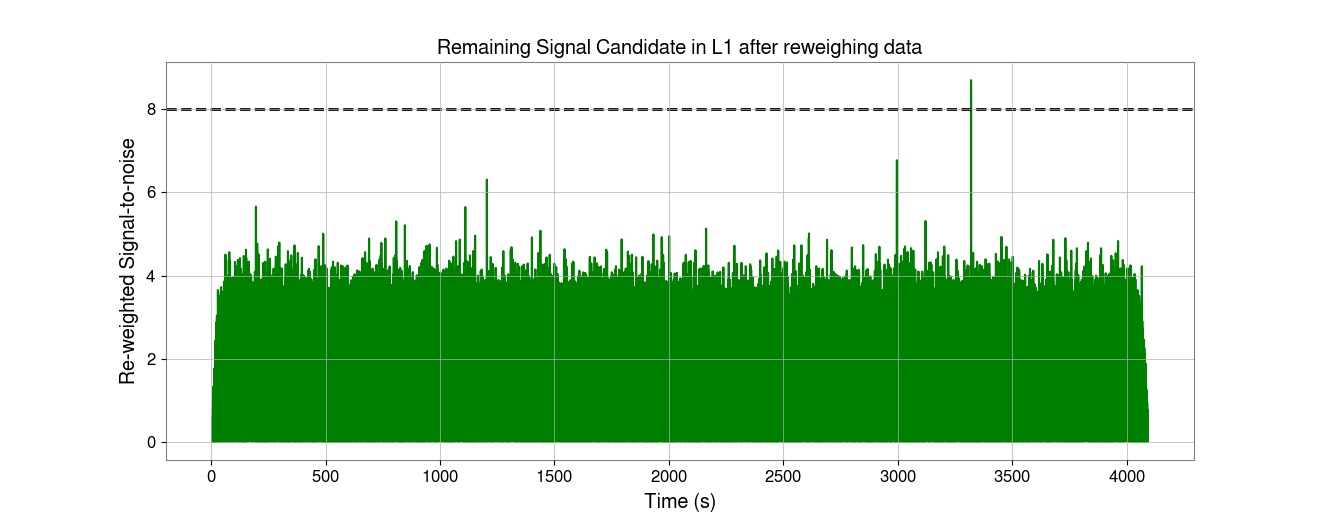 Remaining Signal Candidate in L1 after reweighing data
Re-weighted Signal-to-noise
8
6
4
2
0
0 500 1000 1500 2000 2500 3000 3500 4000
Time (s)